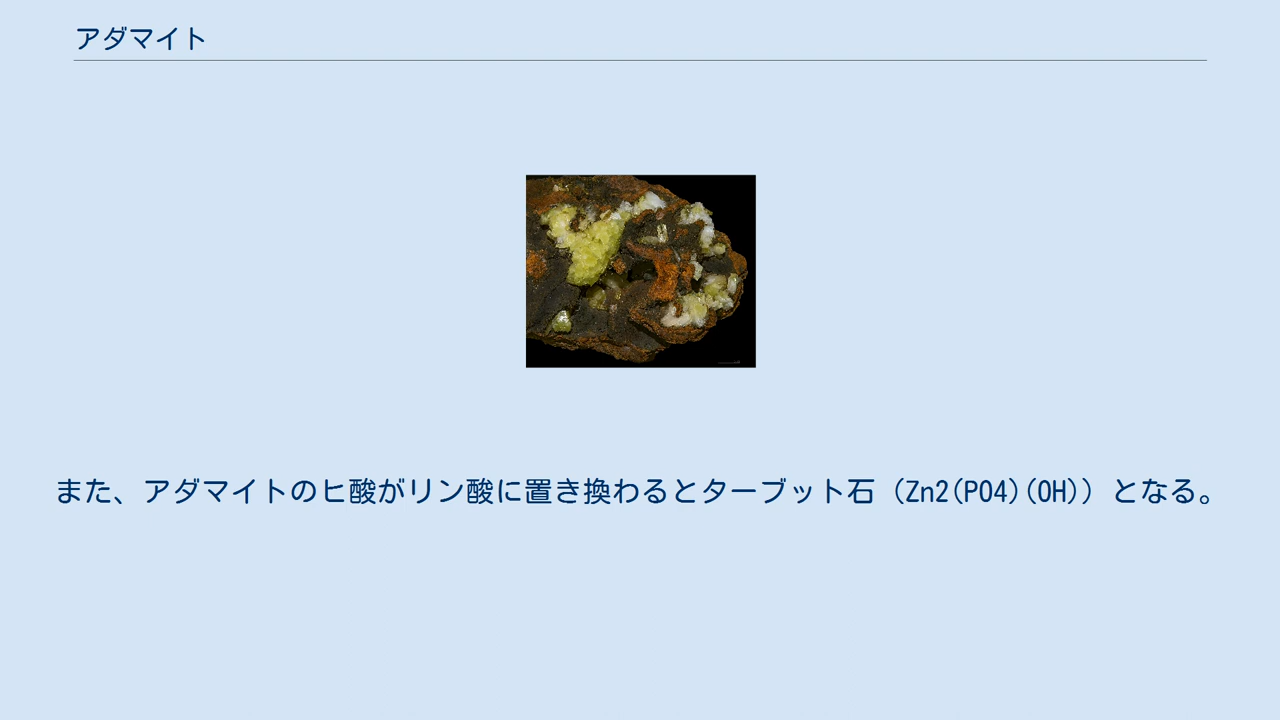 アダマイト
また、アダマイトのヒ酸がリン酸に置き換わるとターブット石（Zn2(PO4)(OH)）となる。